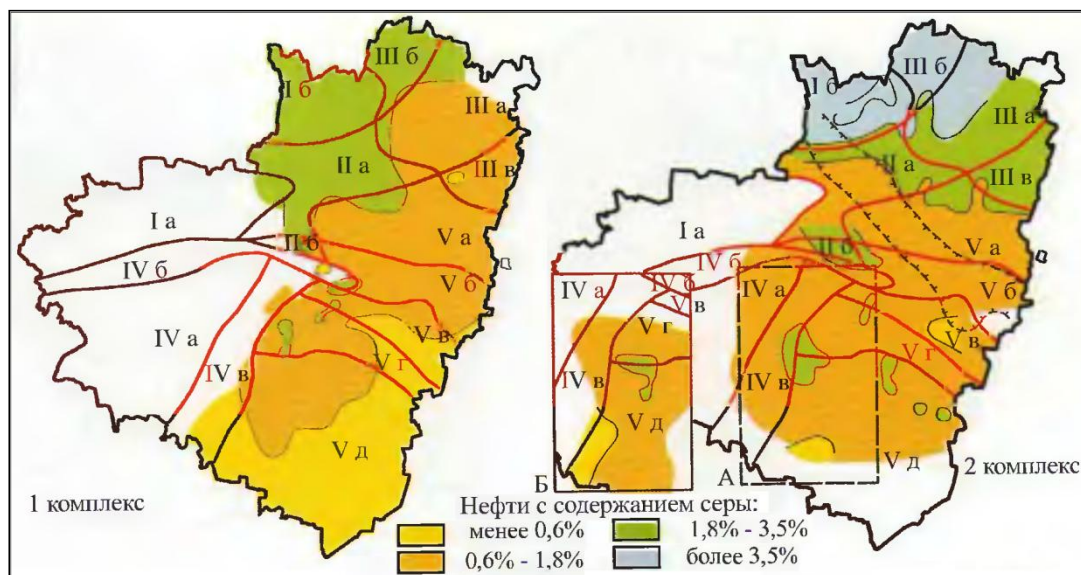 III б
I б
III а
II а
III в
I а
II б
V а
IV б
V б
IV а
V в
IV в
V г
V д
1 комплекс
III б
I б
III а
II а
III в
I а
II б
V а
IV б
V б
IV а
V в
V г
IV в
V д
А
2 комплекс
IV а
IV б
V в
V г
IV в
V д
Б
Нефти с содержанием серы:
менее 0,6%
1,8% - 3,5%
0,6% - 1,8%
более 3,5%